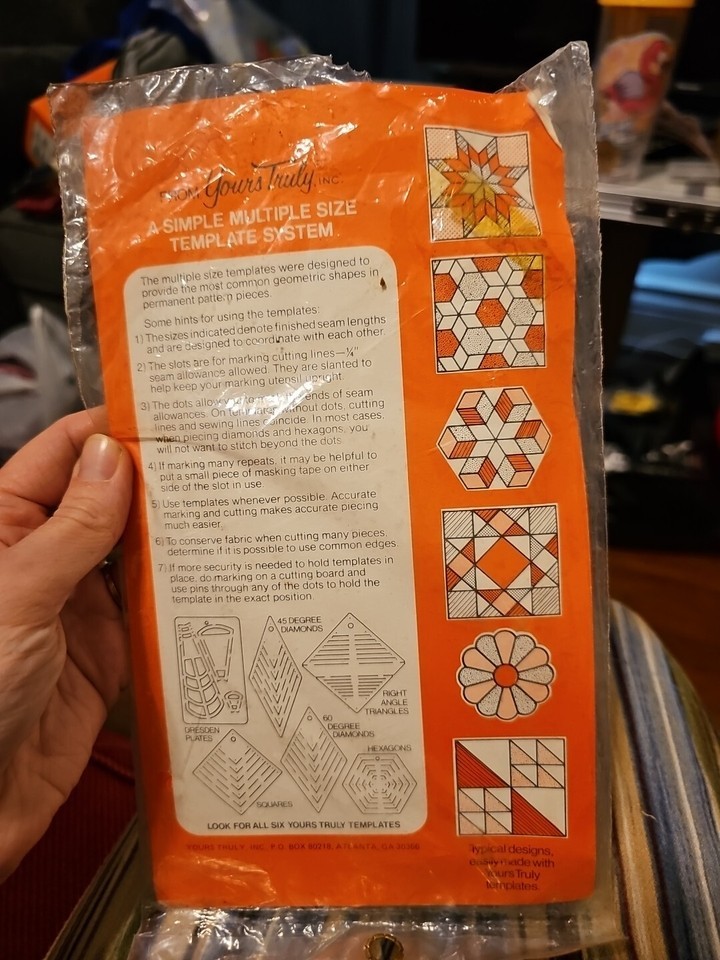 FROM Yours Truly, INC.
A SIMPLE MULTIPLE SIZE
TEMPLATE SYSTEM
The multiple size templates were designed to
provide the most common geometric shapes in
permanent pattern pieces.
Some hints for using the templates:
1) The sizes indicated denote finished seam lengths
and are designed to coordinate with each other.
2) The slots are for marking cutting lines—¼"
seam allowance allowed. They are slanted to
help keep your marking utensil upright.
3) The dots allow ends of seam
allowances. On templates without dots, cutting
lines and sewing lines coincide. In most cases,
when piecing diamonds and hexagons, you
will not want to stitch beyond the dots.
4) If marking many repeats, it may be helpful to
put a small piece of masking tape on either
side of the slot in use.
5) Use templates whenever possible. Accurate
marking and cutting makes accurate piecing
much easier.
6) To conserve fabric when cutting many pieces,
determine if it is possible to use common edges.
7) If more security is needed to hold templates in
place, do marking on a cutting board and
use pins through any of the dots to hold the
template in the exact position.
45 DEGREE
DIAMONDS
RIGHT
ANGLE
TRIANGLES
DRESDEN
PLATES
60
DEGREE
DIAMONDS
HEXAGONS
SQUARES
LOOK FOR ALL SIX YOURS TRULY TEMPLATES
YOURS TRULY, INC. P.O. BOX 80218, ATLANTA, GA 30366
Typical designs,
easily made with
Yours Truly
templates.